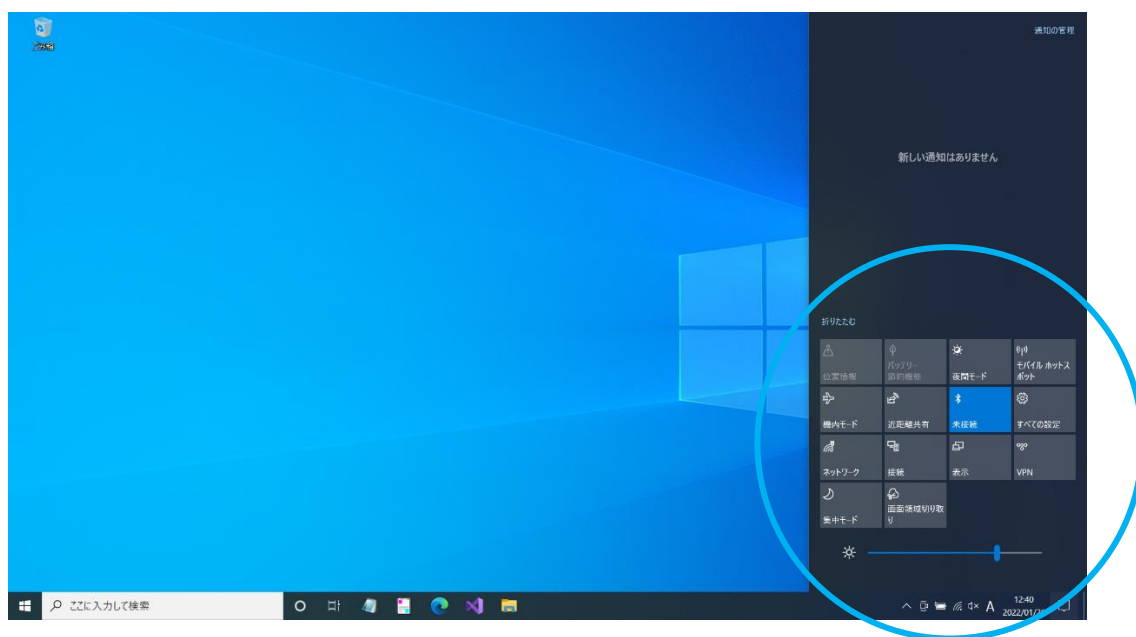 ごみ箱
通知の管理
新しい通知はありません
折りたたむ
位置情報
バッテリー
節約機能
夜間モード
モバイル ホットス
ポット
機内モード
近距離共有
未接続
すべての設定
ネットワーク
接続
表示
VPN
集中モード
画面領域切り取
り
ここに入力して検索
A
12:40